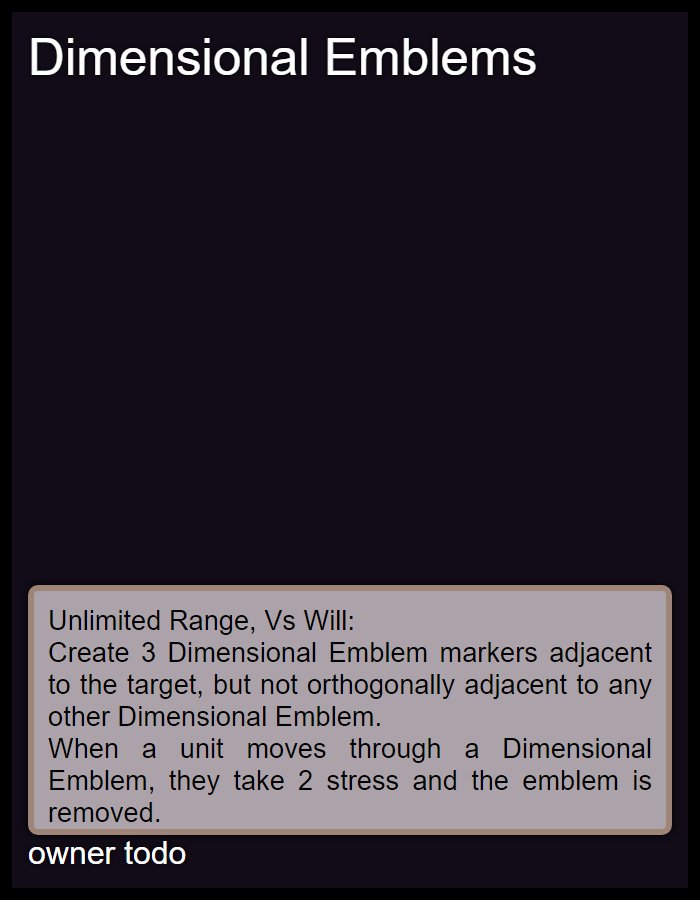 Dimensional Emblems
Unlimited Range, Vs Will:
Create 3 Dimensional Emblem markers adjacent
to the target, but not orthogonally adjacent to any
other Dimensional Emblem.
When a unit moves through a Dimensional
Emblem, they take 2 stress and the emblem is
removed.
owner todo